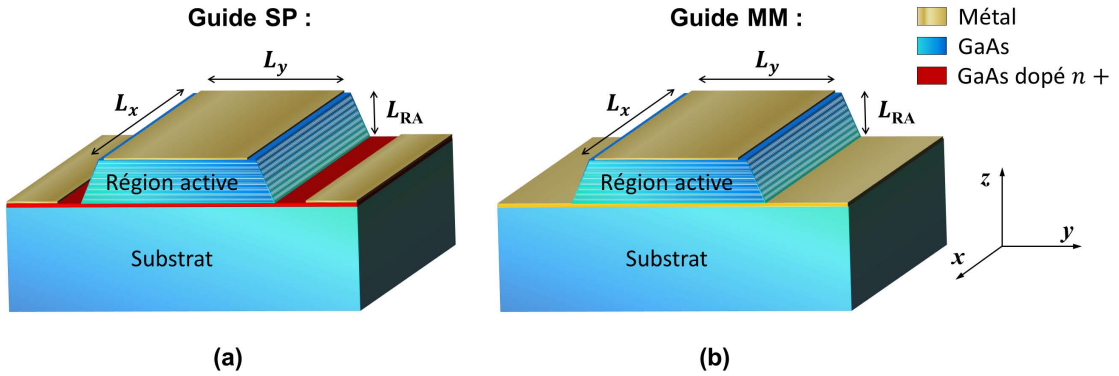 Guide SP :
Guide MM :
Métal
GaAs
GaAs dopé n +
L_y
L_x
L_RA
Région active
Substrat
L_y
L_x
L_RA
Région active
Substrat
z
y
x
(a)
(b)